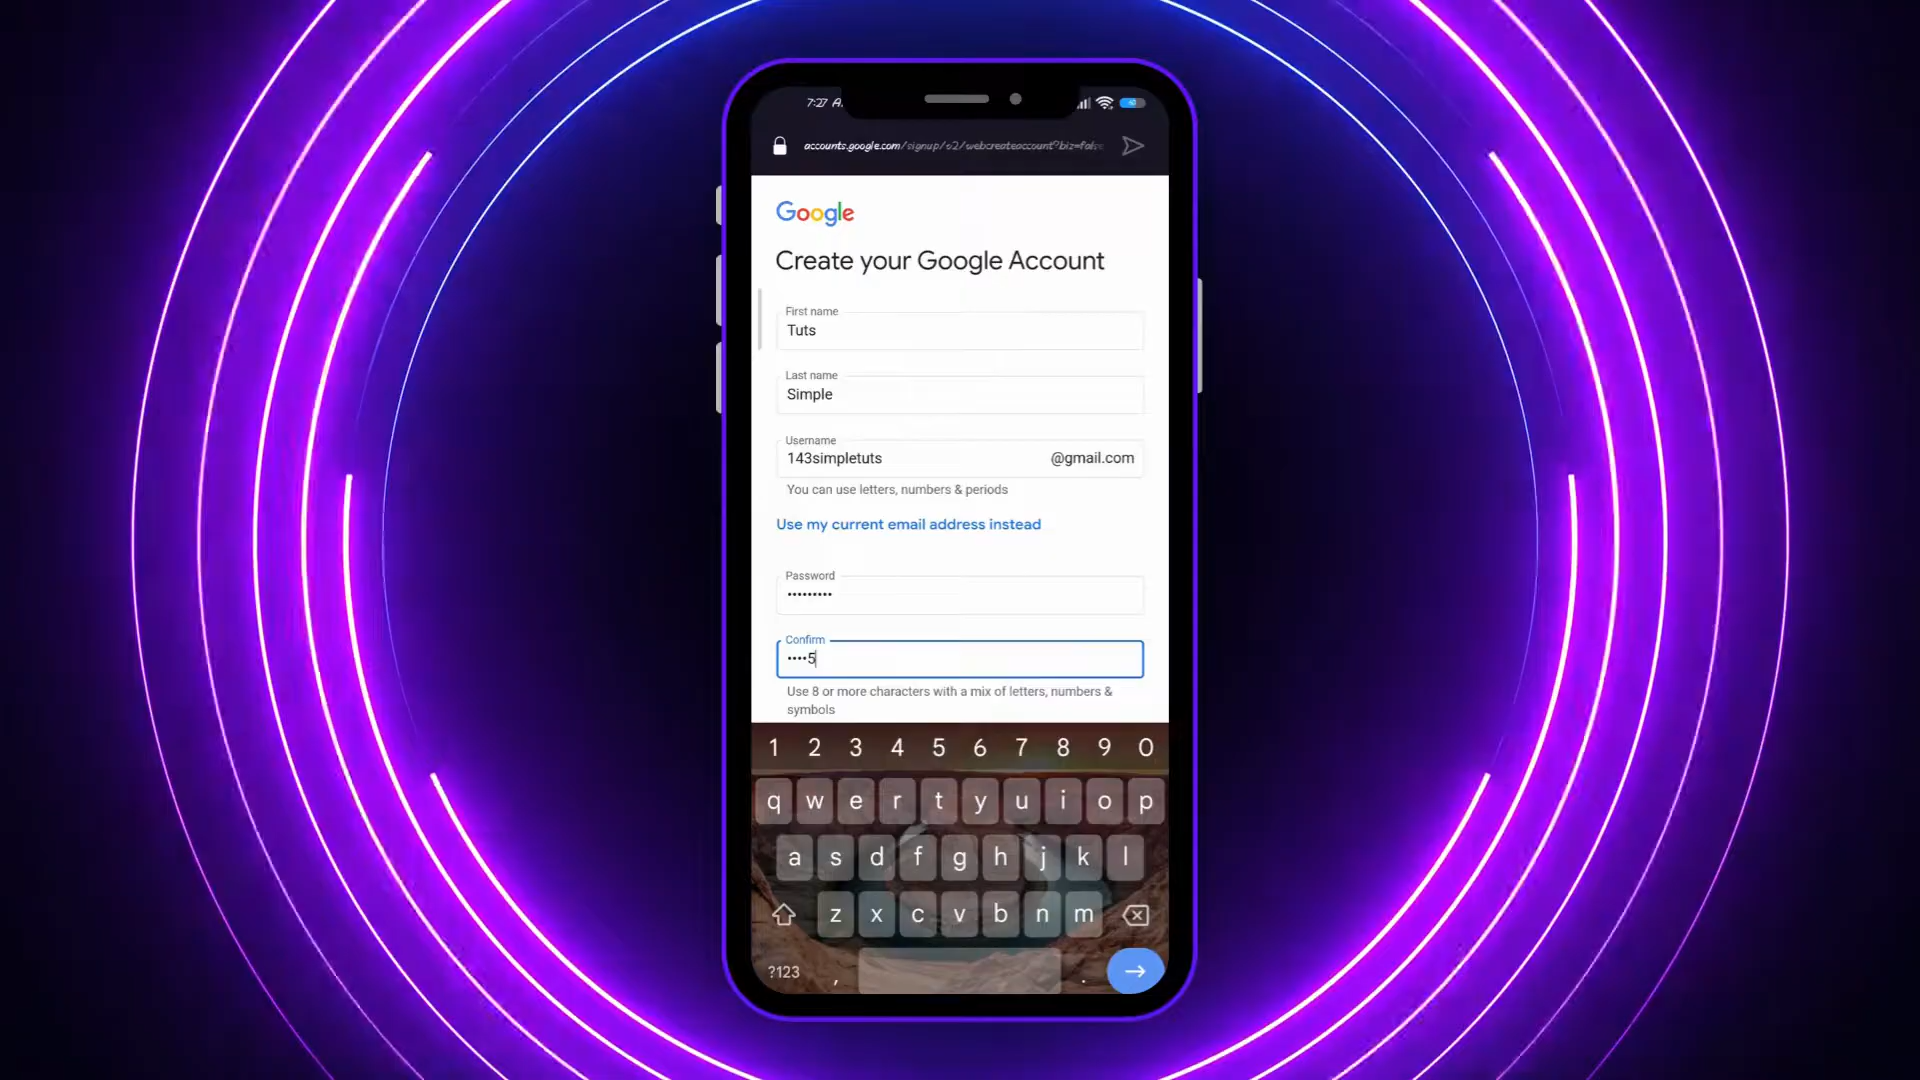 7:27 A
accounts.google.com/signup/v2/webcreateaccount?biz=false
Google
Create your Google Account
First name
Tuts
Last name
Simple
Username
143simpletuts @gmail.com
You can use letters, numbers & periods
Use my current email address instead
Password
•••••••••
Confirm
••••5
Use 8 or more characters with a mix of letters, numbers &
symbols
1 2 3 4 5 6 7 8 9 0
q w e r t y u i o p
a s d f g h j k l
z x c v b n m
?123 , .